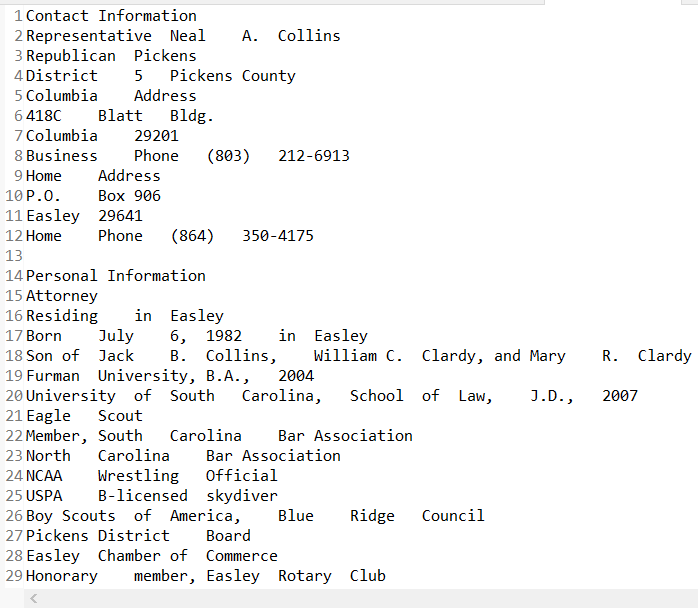 1 Contact Information
2 Representative Neal A. Collins
3 Republican Pickens
4 District 5 Pickens County
5 Columbia Address
6 418C Blatt Bldg.
7 Columbia 29201
8 Business Phone (803) 212-6913
9 Home Address
10 P.O. Box 906
11 Easley 29641
12 Home Phone (864) 350-4175
13
14 Personal Information
15 Attorney
16 Residing in Easley
17 Born July 6, 1982 in Easley
18 Son of Jack B. Collins, William C. Clardy, and Mary R. Clardy
19 Furman University, B.A., 2004
20 University of South Carolina, School of Law, J.D., 2007
21 Eagle Scout
22 Member, South Carolina Bar Association
23 North Carolina Bar Association
24 NCAA Wrestling Official
25 USPA B-licensed skydiver
26 Boy Scouts of America, Blue Ridge Council
27 Pickens District Board
28 Easley Chamber of Commerce
29 Honorary member, Easley Rotary Club